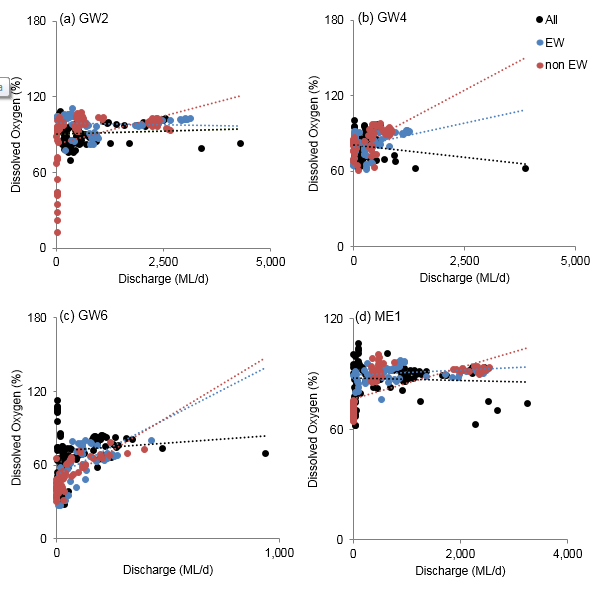 (a) GW2
180
120
60
0
0
2,500
5,000
Dissolved Oxygen (%)
Discharge (ML/d)
a
(b) GW4
180
120
60
0
0
2,500
5,000
Dissolved Oxygen (%)
Discharge (ML/d)
All
EW
non EW
(c) GW6
180
120
60
0
0
1,000
Dissolved Oxygen (%)
Discharge (ML/d)
(d) ME1
120
60
0
0
2,000
4,000
Dissolved Oxygen (%)
Discharge (ML/d)